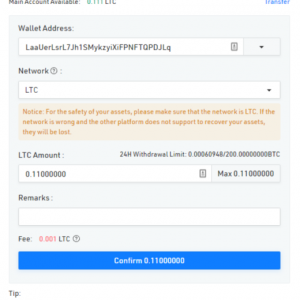 Main Account Available: 0.111 LTC Transfer
Wallet Address:
LaaUerLsrL7Jh1SMykzyiXiFPNFTQPDJLq
Network ? :
LTC
Notice: For the safety of your assets, please make sure that the network is LTC. If the
network is wrong and the other platform does not support to recover your assets,
they will be lost.
LTC Amount : 24H Withdrawal Limit: 0.00060948/200.00000000BTC
0.11000000 Max 0.11000000
Remarks :
Fee: 0.001 LTC ?
Confirm 0.11000000
Tip: